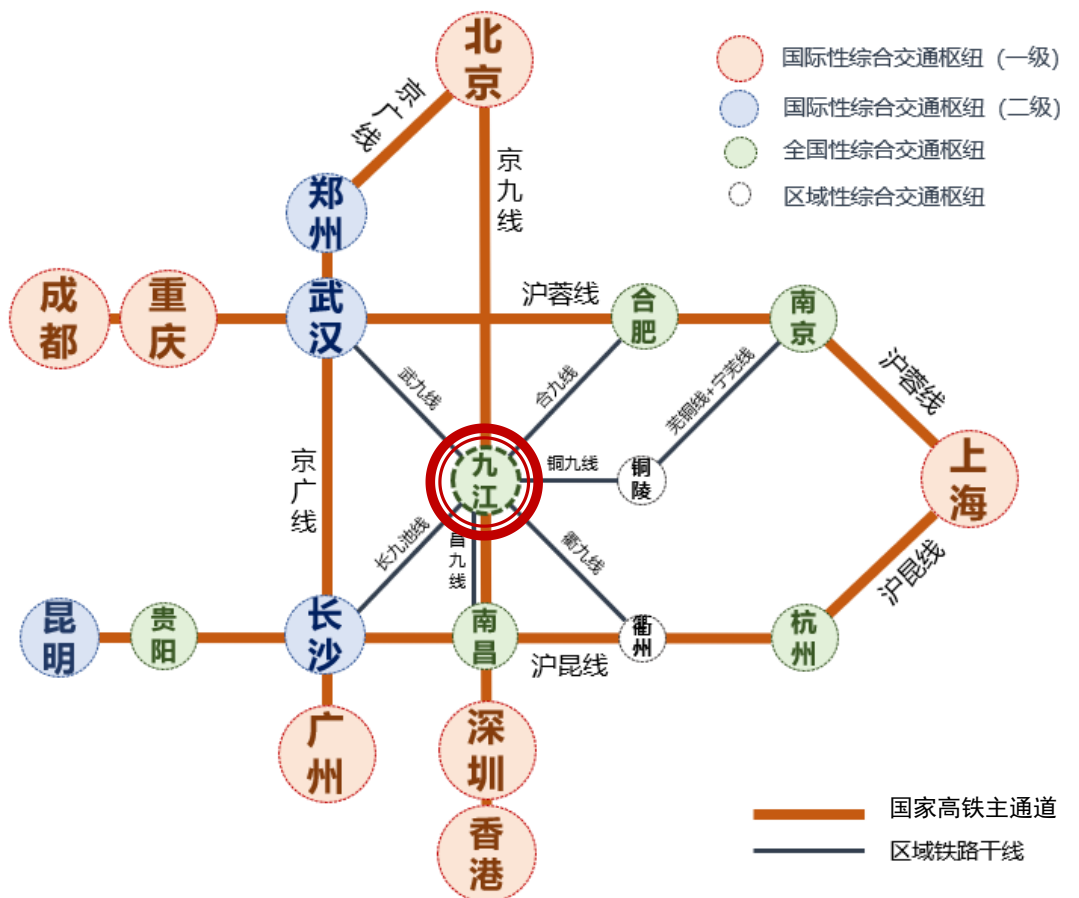 北京
国际性综合交通枢纽 (一级)
京广线
国际性综合交通枢纽 (二级)
京九线
全国性综合交通枢纽
郑州
区域性综合交通枢纽
成都
重庆
武汉
沪蓉线
合肥
南京
武九线
合九线
芜铜线+宁芜线
沪蓉线
京广线
九江
铜九线
铜陵
上海
长九池线
昌九线
衢九线
沪昆线
昆明
贵阳
长沙
南昌
沪昆线
衢州
杭州
广州
深圳
香港
国家高铁主通道
区域铁路干线